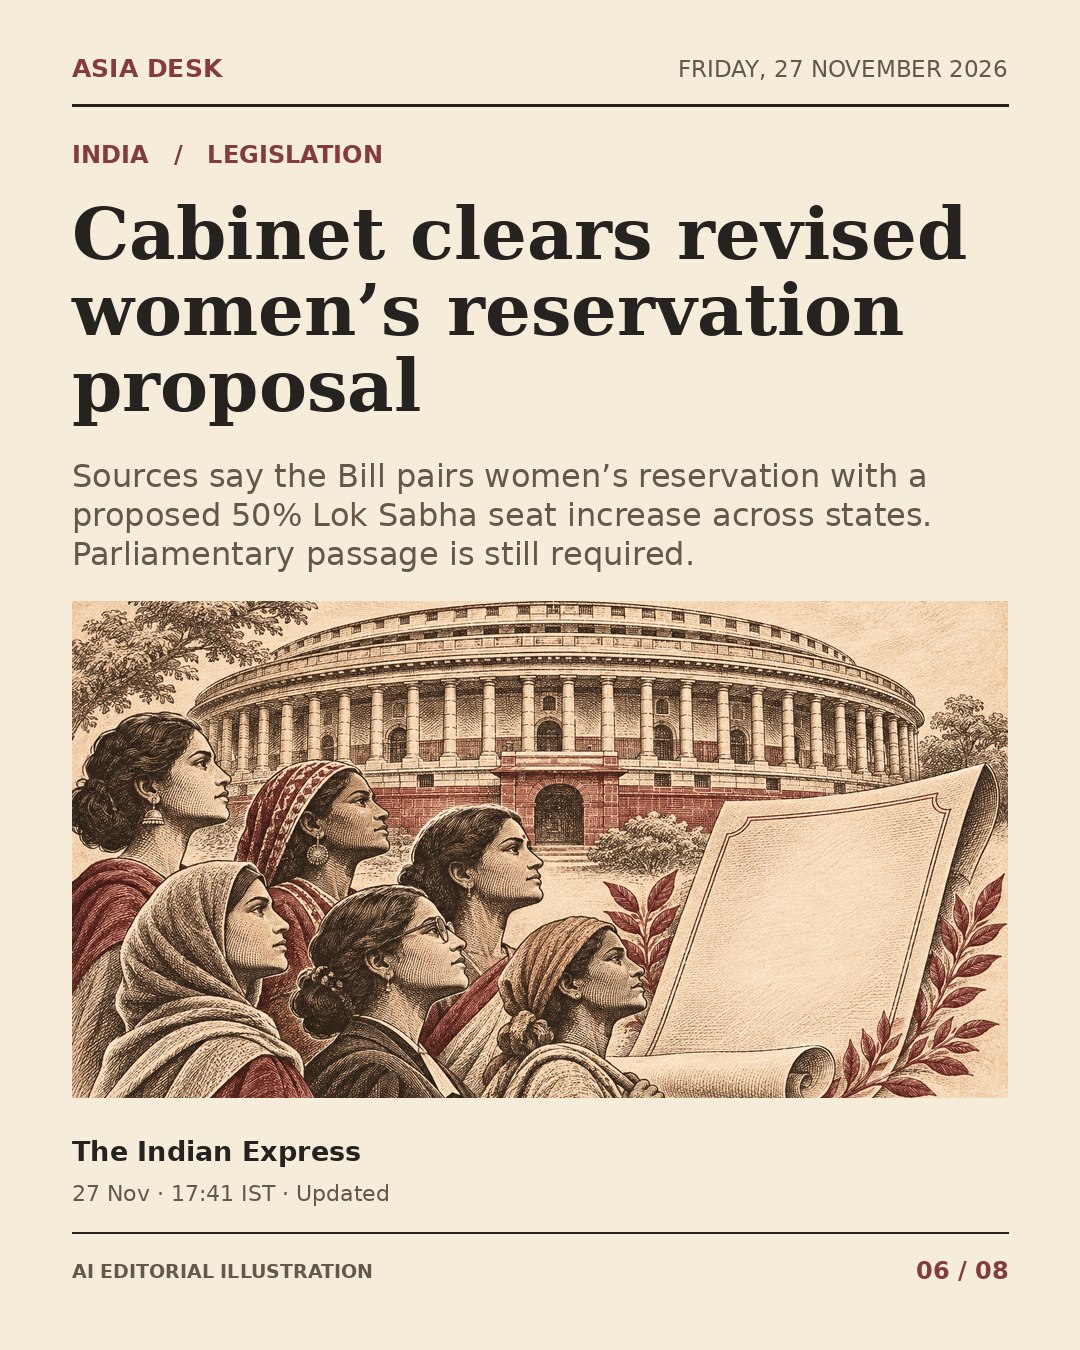 ASIA DESK
FRIDAY, 27 NOVEMBER 2026
INDIA / LEGISLATION
Cabinet clears revised
women’s reservation
proposal
Sources say the Bill pairs women’s reservation with a
proposed 50% Lok Sabha seat increase across states.
Parliamentary passage is still required.
The Indian Express
27 Nov · 17:41 IST · Updated
AI EDITORIAL ILLUSTRATION
06 / 08